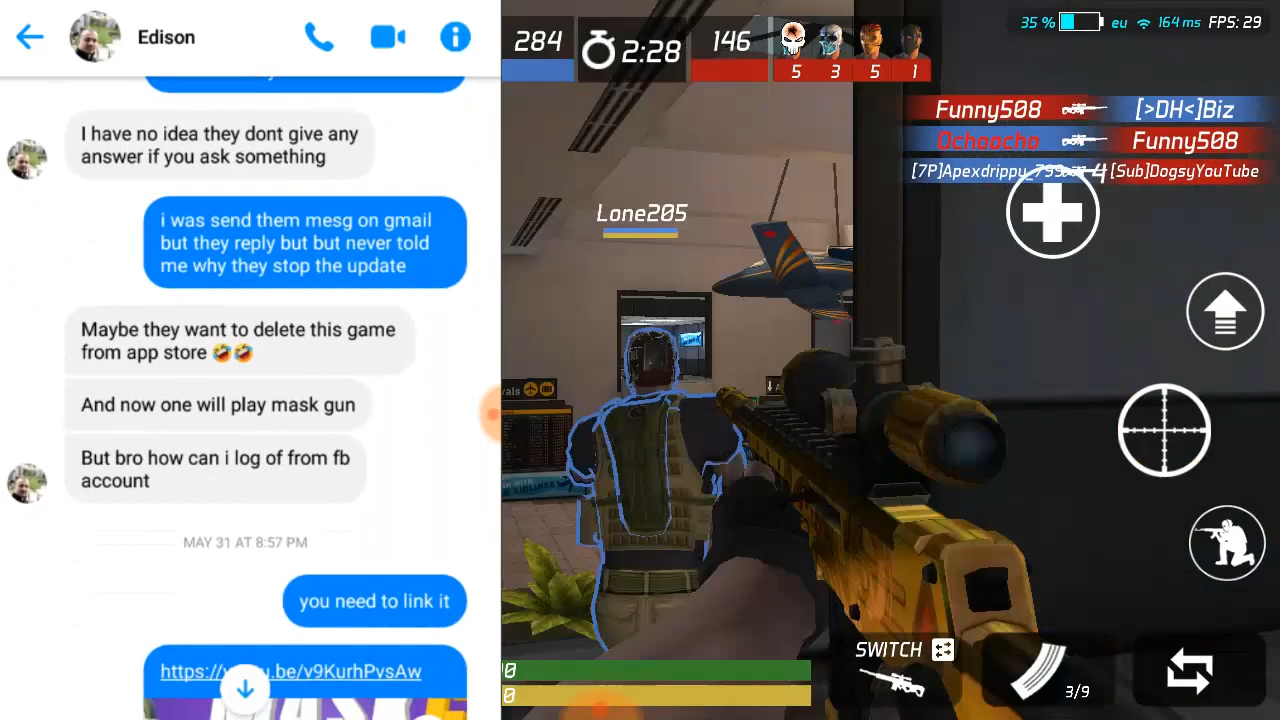 Edison
I have no idea they dont give any
answer if you ask something
i was send them mesg on gmail
but they reply but but never told
me why they stop the update
Maybe they want to delete this game
from app store 🤣🤣
And now one will play mask gun
But bro how can i log of from fb
account
MAY 31 AT 8:57 PM
you need to link it
be/v9KurhPvsAw
284
2:28
146
5 3 5 1
35 % eu 164 ms FPS: 29
Funny508 [>DH<]Biz
Ochoocho Funny508
[7P]Apexdrippy_799 4 [Sub]DogsyYouTube
Lone205
SWITCH
3/9